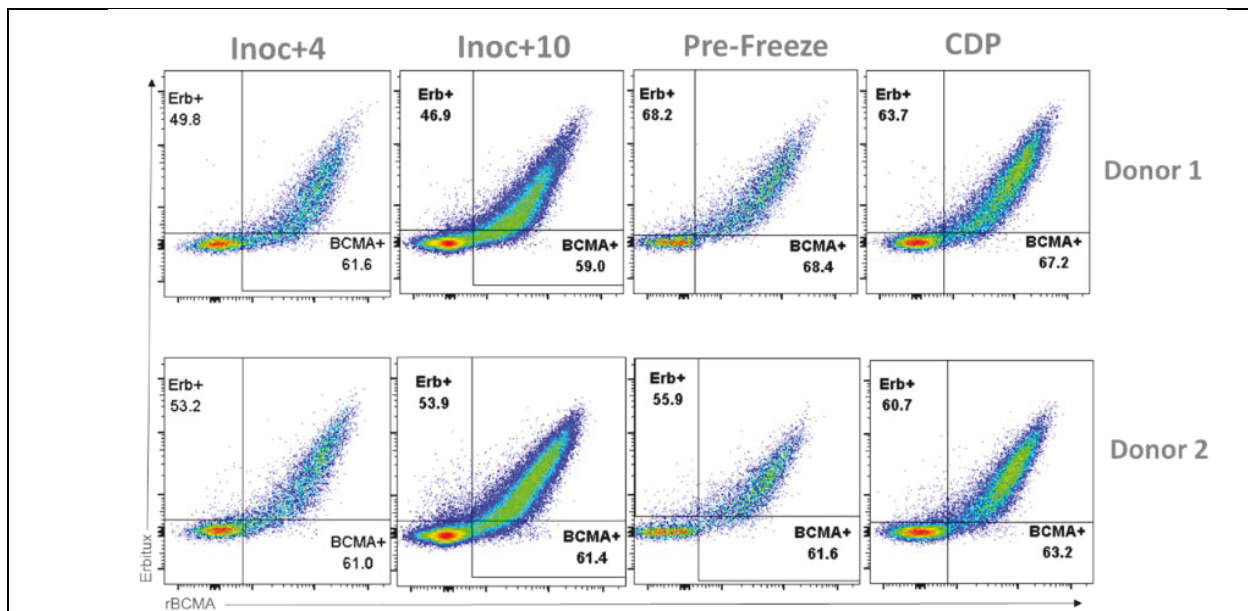 Inoc+4 Inoc+10 Pre-Freeze CDP
Erb+ Erb+ Erb+ Erb+
49.8 46.9 68.2 63.7
Donor 1
BCMA+ BCMA+ BCMA+ BCMA+
61.6 59.0 68.4 67.2
Erb+ Erb+ Erb+ Erb+
53.2 53.9 55.9 60.7
Donor 2
BCMA+ BCMA+ BCMA+ BCMA+
61.0 61.4 61.6 63.2
Erbitux
rBCMA